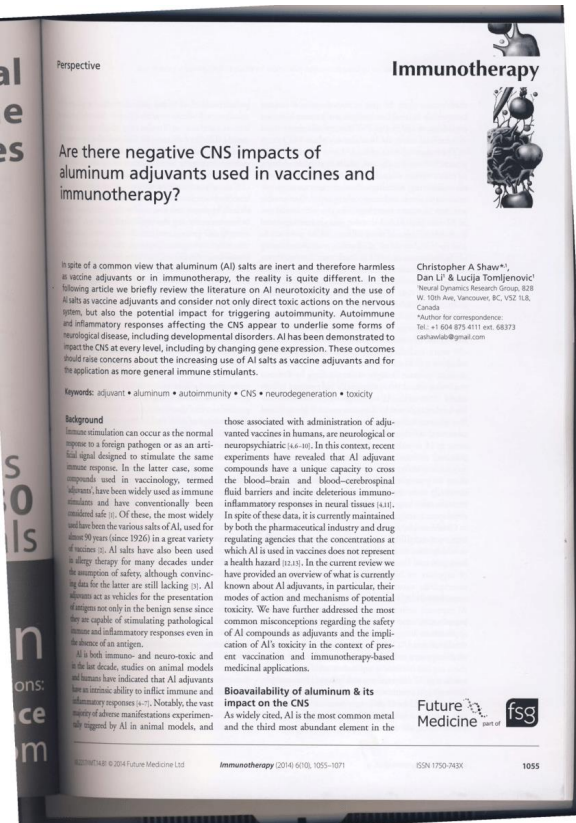 al
e
es
S
0
ls
n
ons:
ce
m
Perspective
Immunotherapy
Are there negative CNS impacts of
aluminum adjuvants used in vaccines and
immunotherapy?
In spite of a common view that aluminum (Al) salts are inert and therefore harmless
as vaccine adjuvants or in immunotherapy, the reality is quite different. In the
following article we briefly review the literature on Al neurotoxicity and the use of
Al salts as vaccine adjuvants and consider not only direct toxic actions on the nervous
system, but also the potential impact for triggering autoimmunity. Autoimmune
and inflammatory responses affecting the CNS appear to underlie some forms of
neurological disease, including developmental disorders. Al has been demonstrated to
impact the CNS at every level, including by changing gene expression. These outcomes
should raise concerns about the increasing use of Al salts as vaccine adjuvants and for
the application as more general immune stimulants.
Keywords: adjuvant • aluminum • autoimmunity • CNS • neurodegeneration • toxicity
Christopher A Shaw*,1,
Dan Li1 & Lucija Tomljenovic1
1Neural Dynamics Research Group, 828
W. 10th Ave, Vancouver, BC, V5Z 1L8,
Canada
*Author for correspondence:
Tel.: +1 604 875 4111 ext. 68373
cashawlab@gmail.com
Background
Immune stimulation can occur as the normal
response to a foreign pathogen or as an arti-
ficial signal designed to stimulate the same
immune response. In the latter case, some
compounds used in vaccinology, termed
'adjuvants', have been widely used as immune
stimulants and have conventionally been
considered safe [1]. Of these, the most widely
used have been the various salts of Al, used for
almost 90 years (since 1926) in a great variety
of vaccines [2]. Al salts have also been used
in allergy therapy for many decades under
the assumption of safety, although convinc-
ing data for the latter are still lacking [3]. Al
adjuvants act as vehicles for the presentation
of antigens not only in the benign sense since
they are capable of stimulating pathological
immune and inflammatory responses even in
the absence of an antigen.
Al is both immuno- and neuro-toxic and
in the last decade, studies on animal models
and humans have indicated that Al adjuvants
have an intrinsic ability to inflict immune and
inflammatory responses [4–7]. Notably, the vast
majority of adverse manifestations experimen-
tally triggered by Al in animal models, and
those associated with administration of adju-
vanted vaccines in humans, are neurological or
neuropsychiatric [4,6–10]. In this context, recent
experiments have revealed that Al adjuvant
compounds have a unique capacity to cross
the blood–brain and blood–cerebrospinal
fluid barriers and incite deleterious immuno-
inflammatory responses in neural tissues [4,11].
In spite of these data, it is currently maintained
by both the pharmaceutical industry and drug
regulating agencies that the concentrations at
which Al is used in vaccines does not represent
a health hazard [12,13]. In the current review we
have provided an overview of what is currently
known about Al adjuvants, in particular, their
modes of action and mechanisms of potential
toxicity. We have further addressed the most
common misconceptions regarding the safety
of Al compounds as adjuvants and the impli-
cation of Al's toxicity in the context of pres-
ent vaccination and immunotherapy-based
medicinal applications.
Bioavailability of aluminum & its
impact on the CNS
As widely cited, Al is the most common metal
and the third most abundant element in the
Future
Medicine part of
fsg
© 2014 Future Medicine Ltd
Immunotherapy (2014) 6(10), 1055–1071
ISSN 1750-743X
1055